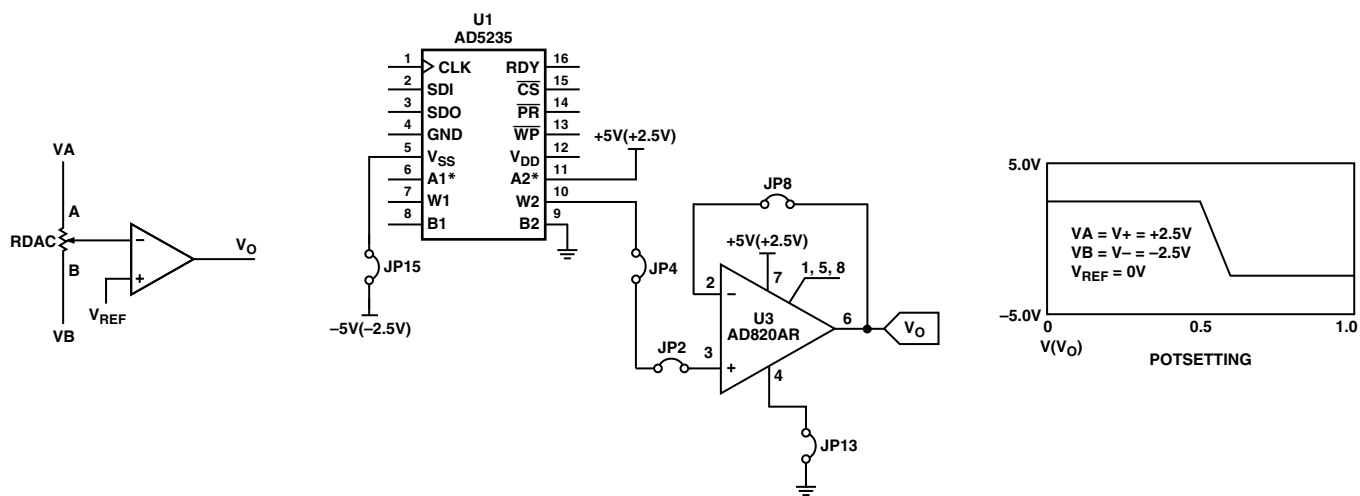 VA
A
RDAC
B
VB
−
+
VREF
VO
U1
AD5235
1 CLK RDY 16
2 SDI CS 15
3 SDO PR 14
4 GND WP 13
5 VSS VDD 12
6 A1* A2* 11
7 W1 W2 10
8 B1 B2 9
+5V(+2.5V)
JP15
−5V(−2.5V)
JP4
JP2
JP8
+5V(+2.5V)
7
1, 5, 8
2 −
U3
AD820AR
6
VO
3 +
4
JP13
5.0V
VA = V+ = +2.5V
VB = V− = −2.5V
VREF = 0V
−5.0V
0 0.5 1.0
V(VO)
POTSETTING